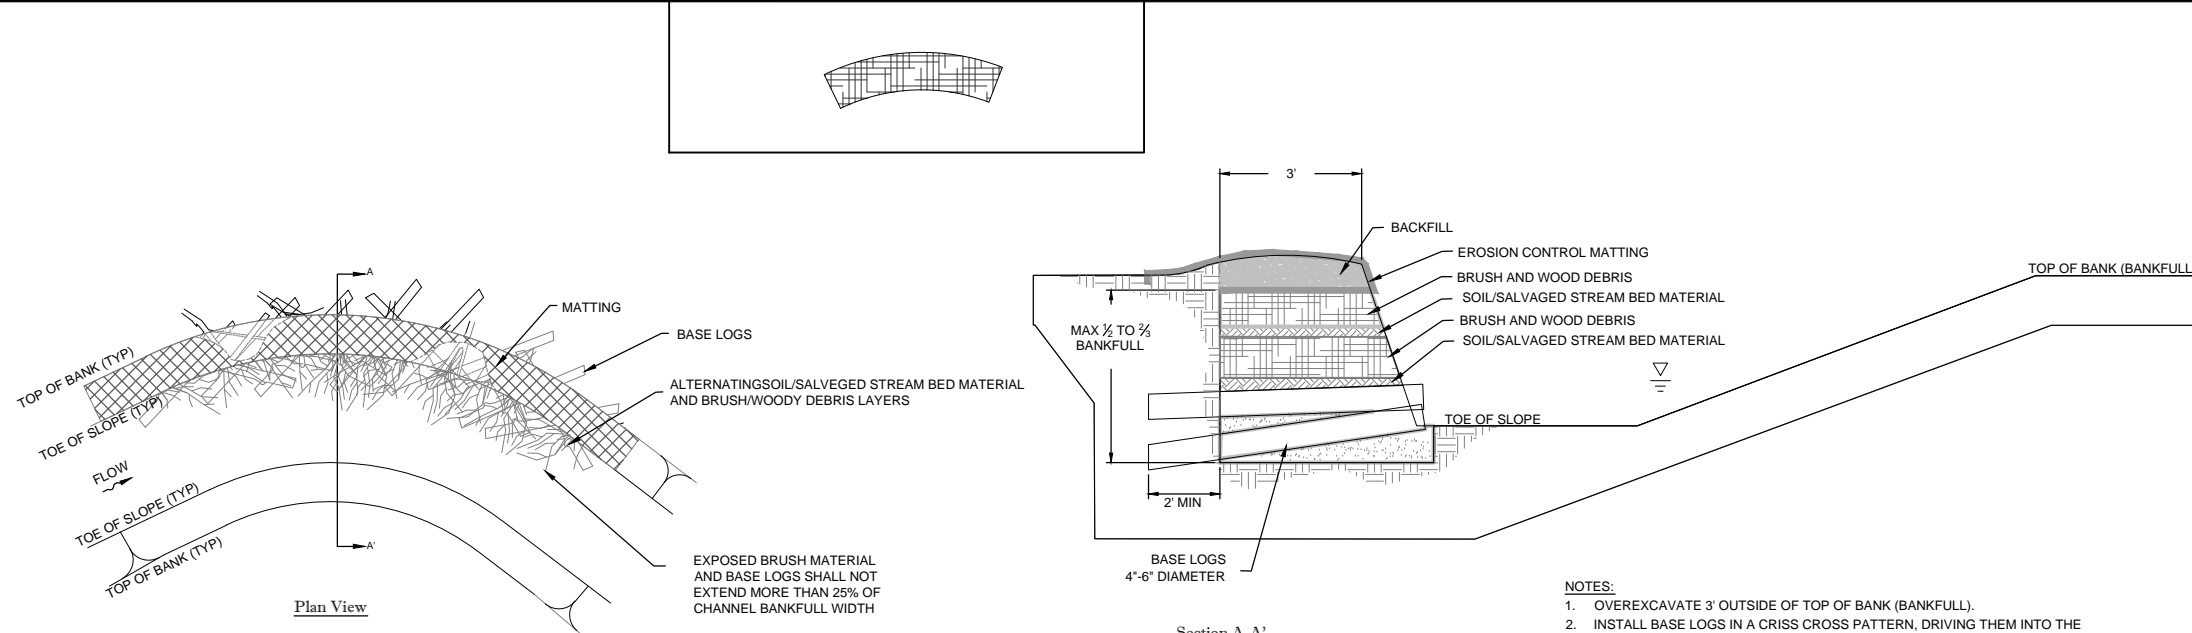 3'
BACKFILL
EROSION CONTROL MATTING
BRUSH AND WOOD DEBRIS
SOIL/SALVAGED STREAM BED MATERIAL
BRUSH AND WOOD DEBRIS
SOIL/SALVAGED STREAM BED MATERIAL
TOP OF BANK (BANKFULL
MAX ½ TO ⅔
BANKFULL
TOE OF SLOPE
2' MIN
BASE LOGS
4"-6" DIAMETER
A
MATTING
BASE LOGS
ALTERNATINGSOIL/SALVEGED STREAM BED MATERIAL
AND BRUSH/WOODY DEBRIS LAYERS
TOP OF BANK (TYP)
TOE OF SLOPE (TYP)
FLOW
TOE OF SLOPE (TYP)
TOP OF BANK (TYP)
A'
EXPOSED BRUSH MATERIAL
AND BASE LOGS SHALL NOT
EXTEND MORE THAN 25% OF
CHANNEL BANKFULL WIDTH
Plan View
Section A-A'
NOTES:
1. OVEREXCAVATE 3' OUTSIDE OF TOP OF BANK (BANKFULL).
2. INSTALL BASE LOGS IN A CRISS CROSS PATTERN, DRIVING THEM INTO THE